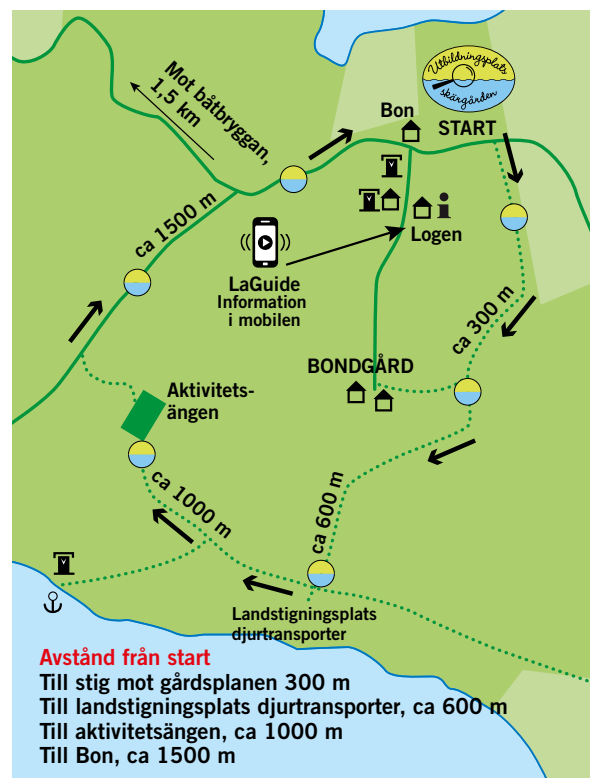 Utbildningsplats
skärgården
Mot båtbryggan,
1,5 km
Bon
START
Logen
ca 1500 m
LaGuide
Information
i mobilen
ca 300 m
BONDGÅRD
Aktivitets-
ängen
ca 600 m
ca 1000 m
Landstigningsplats
djurtransporter
Avstånd från start
Till stig mot gårdsplanen 300 m
Till landstigningsplats djurtransporter, ca 600 m
Till aktivitetsängen, ca 1000 m
Till Bon, ca 1500 m